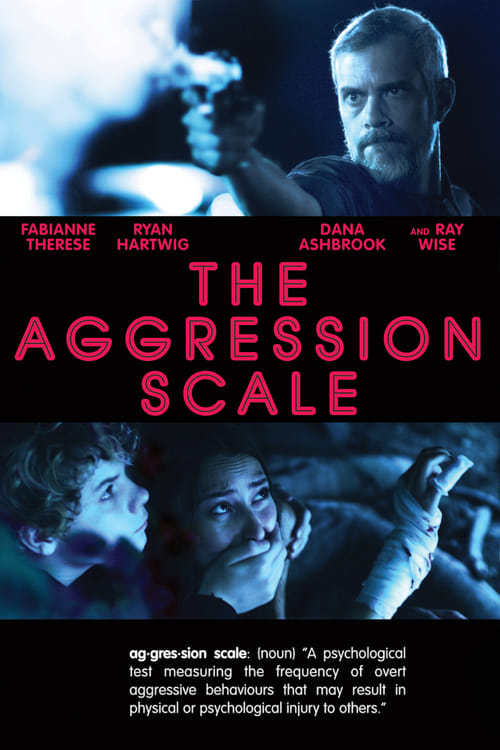 FABIANNE THERESE
RYAN HARTWIG
DANA ASHBROOK
AND RAY WISE
THE
AGGRESSION
SCALE
ag·gres·sion scale: (noun) “A psychological
test measuring the frequency of overt
aggressive behaviours that may result in
physical or psychological injury to others.”